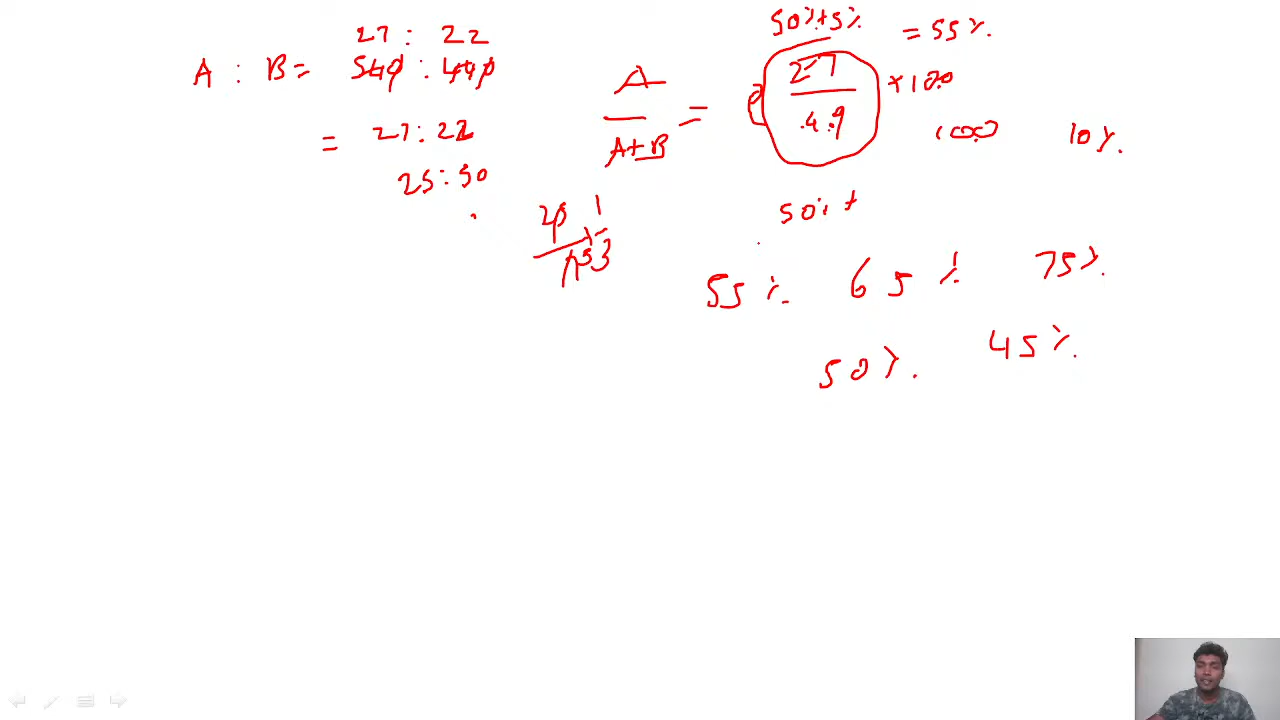 27 : 22
A : B = 540 : 440
= 27 : 22
25 : 50
50% + 5% = 55%
A / A+B = 27 / 49 × 100
100 10%
50% +
55% 65% 75%
50% 45%